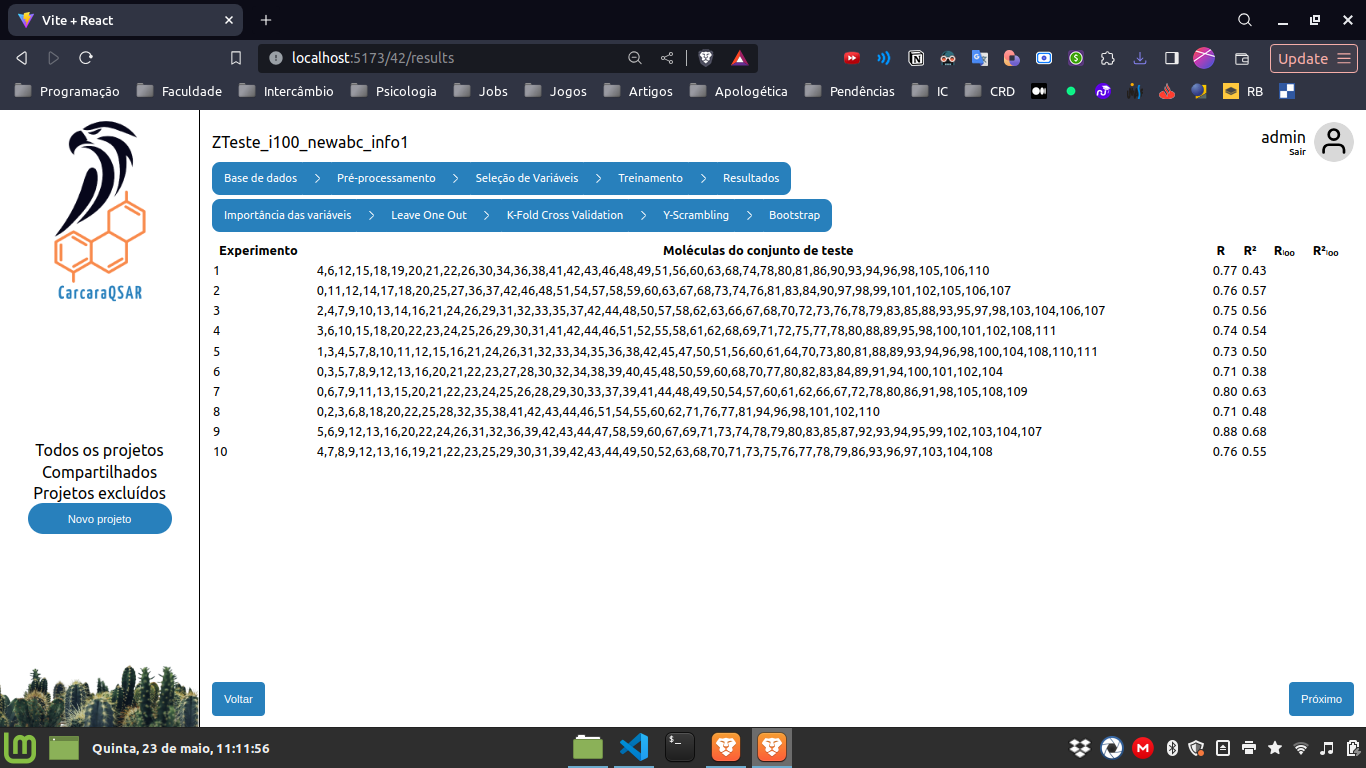 Vite + React
localhost:5173/42/results
Update
Programação Faculdade Intercâmbio Psicologia Jobs Jogos Artigos Apologética Pendências IC CRD RB
ZTeste_i100_newabc_info1
admin
Sair
Base de dados Pré-processamento Seleção de Variáveis Treinamento Resultados
Importância das variáveis Leave One Out K-Fold Cross Validation Y-Scrambling Bootstrap
CarcaraQSAR
Experimento Moléculas do conjunto de teste R R² Rₗₒₒ R²ₗₒₒ
1 4,6,12,15,18,19,20,21,22,26,30,34,36,38,41,42,43,46,48,49,51,56,60,63,68,74,78,80,81,86,90,93,94,96,98,105,106,110 0.77 0.43
2 0,11,12,14,17,18,20,25,27,36,37,42,46,48,51,54,57,58,59,60,63,67,68,73,74,76,81,83,84,90,97,98,99,101,102,105,106,107 0.76 0.57
3 2,4,7,9,10,13,14,16,21,24,26,29,31,32,33,35,37,42,44,48,50,57,58,62,63,66,67,68,70,72,73,76,78,79,83,85,88,93,95,97,98,103,104,106,107 0.75 0.56
4 3,6,10,15,18,20,22,23,24,25,26,29,30,31,41,42,44,46,51,52,55,58,61,62,68,69,71,72,75,77,78,80,88,89,95,98,100,101,102,108,111 0.74 0.54
5 1,3,4,5,7,8,10,11,12,15,16,21,24,26,31,32,33,34,35,36,38,42,45,47,50,51,56,60,61,64,70,73,80,81,88,89,93,94,96,98,100,104,108,110,111 0.73 0.50
6 0,3,5,7,8,9,12,13,16,20,21,22,23,27,28,30,32,34,38,39,40,45,48,50,59,60,68,70,77,80,82,83,84,89,91,94,100,101,102,104 0.71 0.38
7 0,6,7,9,11,13,15,20,21,22,23,24,25,26,28,29,30,33,37,39,41,44,48,49,50,54,57,60,61,62,66,67,72,78,80,86,91,98,105,108,109 0.80 0.63
8 0,2,3,6,8,18,20,22,25,28,32,35,38,41,42,43,44,46,51,54,55,60,62,71,76,77,81,94,96,98,101,102,110 0.71 0.48
9 5,6,9,12,13,16,20,22,24,26,31,32,36,39,42,43,44,47,58,59,60,67,69,71,73,74,78,79,80,83,85,87,92,93,94,95,99,102,103,104,107 0.88 0.68
10 4,7,8,9,12,13,16,19,21,22,23,25,29,30,31,39,42,43,44,49,50,52,63,68,70,71,73,75,76,77,78,79,86,93,96,97,103,104,108 0.76 0.55
Todos os projetos
Compartilhados
Projetos excluídos
Novo projeto
Voltar
Próximo
Quinta, 23 de maio, 11:11:56